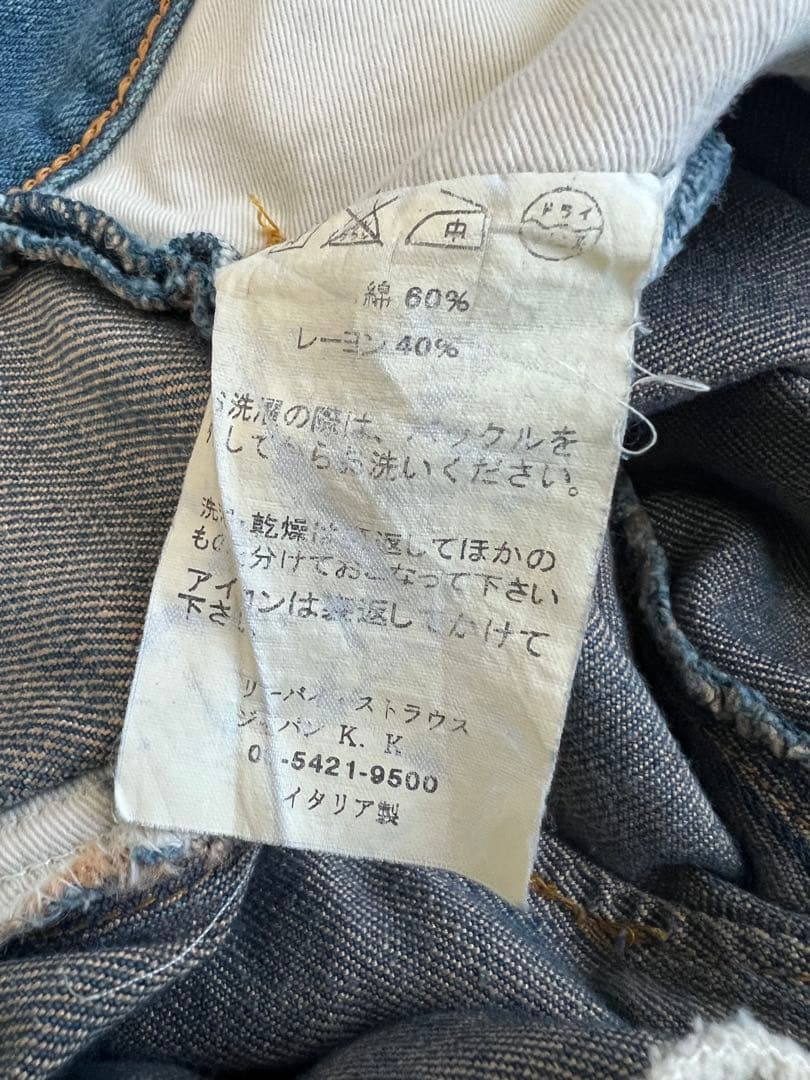 ドライ
中
綿 60%
レーヨン 40%
洗濯の際は、 ックルを
してからお洗いください。
洗 乾燥は 返してほかの
もの 分けておこなって下さい
アイロンは裏返してかけて
下さい
リーバイ ストラウス
ジャパン K. K
0 -5421-9500
イタリア製